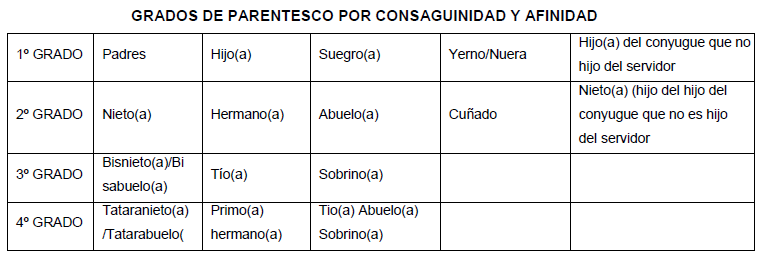 GRADOS DE PARENTESCO POR CONSAGUINIDAD Y AFINIDAD
1º GRADO Padres Hijo(a) Suegro(a) Yerno/Nuera Hijo(a) del conyugue que no
hijo del servidor
2º GRADO Nieto(a) Hermano(a) Abuelo(a) Cuñado Nieto(a) (hijo del hijo del
conyugue que no es hijo
del servidor
3º GRADO Bisnieto(a)/Bi
sabuelo(a) Tío(a) Sobrino(a)
4º GRADO Tataranieto(a)
/Tatarabuelo( Primo(a)
hermano(a) Tio(a) Abuelo(a)
Sobrino(a)